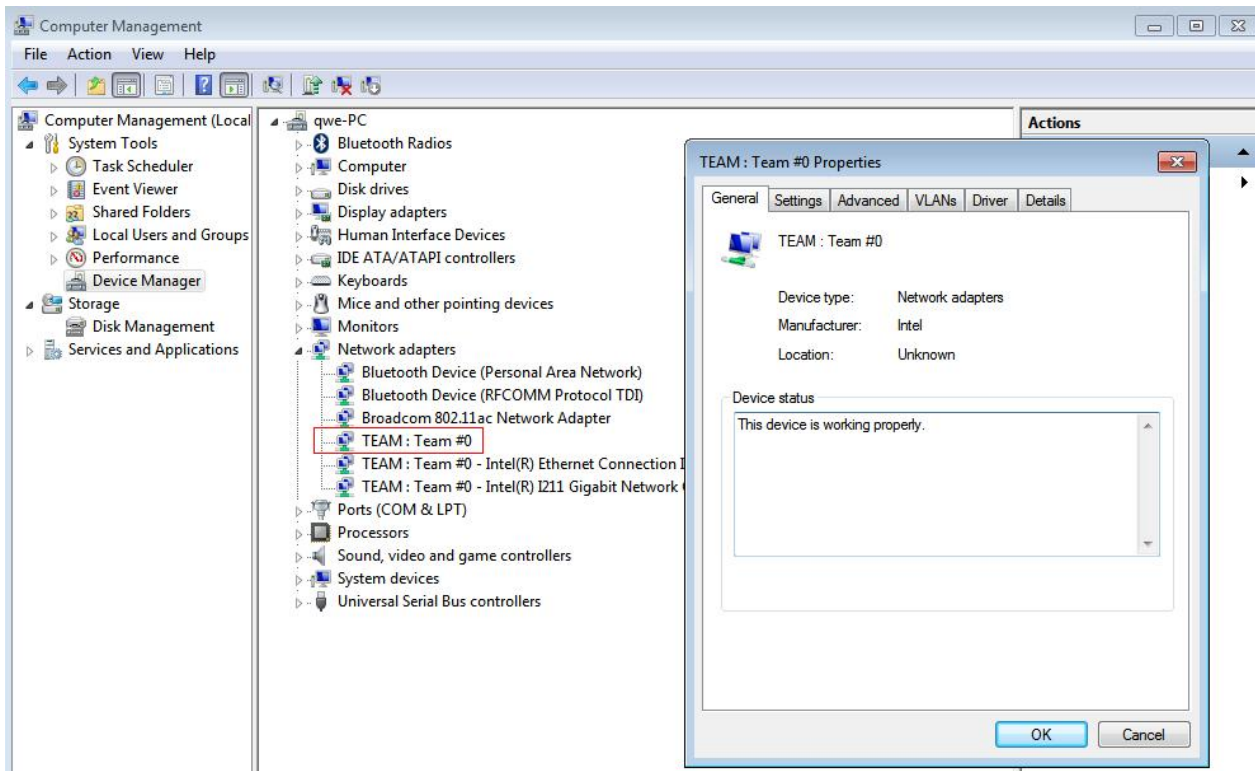 Computer Management
File Action View Help
Computer Management (Local
System Tools
Task Scheduler
Event Viewer
Shared Folders
Local Users and Groups
Performance
Device Manager
Storage
Disk Management
Services and Applications
qwe-PC
Bluetooth Radios
Computer
Disk drives
Display adapters
Human Interface Devices
IDE ATA/ATAPI controllers
Keyboards
Mice and other pointing devices
Monitors
Network adapters
Bluetooth Device (Personal Area Network)
Bluetooth Device (RFCOMM Protocol TDI)
Broadcom 802.11ac Network Adapter
TEAM : Team #0
TEAM : Team #0 - Intel(R) Ethernet Connection I
TEAM : Team #0 - Intel(R) I211 Gigabit Network
Ports (COM & LPT)
Processors
Sound, video and game controllers
System devices
Universal Serial Bus controllers
Actions
TEAM : Team #0 Properties
General Settings Advanced VLANs Driver Details
TEAM : Team #0
Device type: Network adapters
Manufacturer: Intel
Location: Unknown
Device status
This device is working properly.
OK Cancel